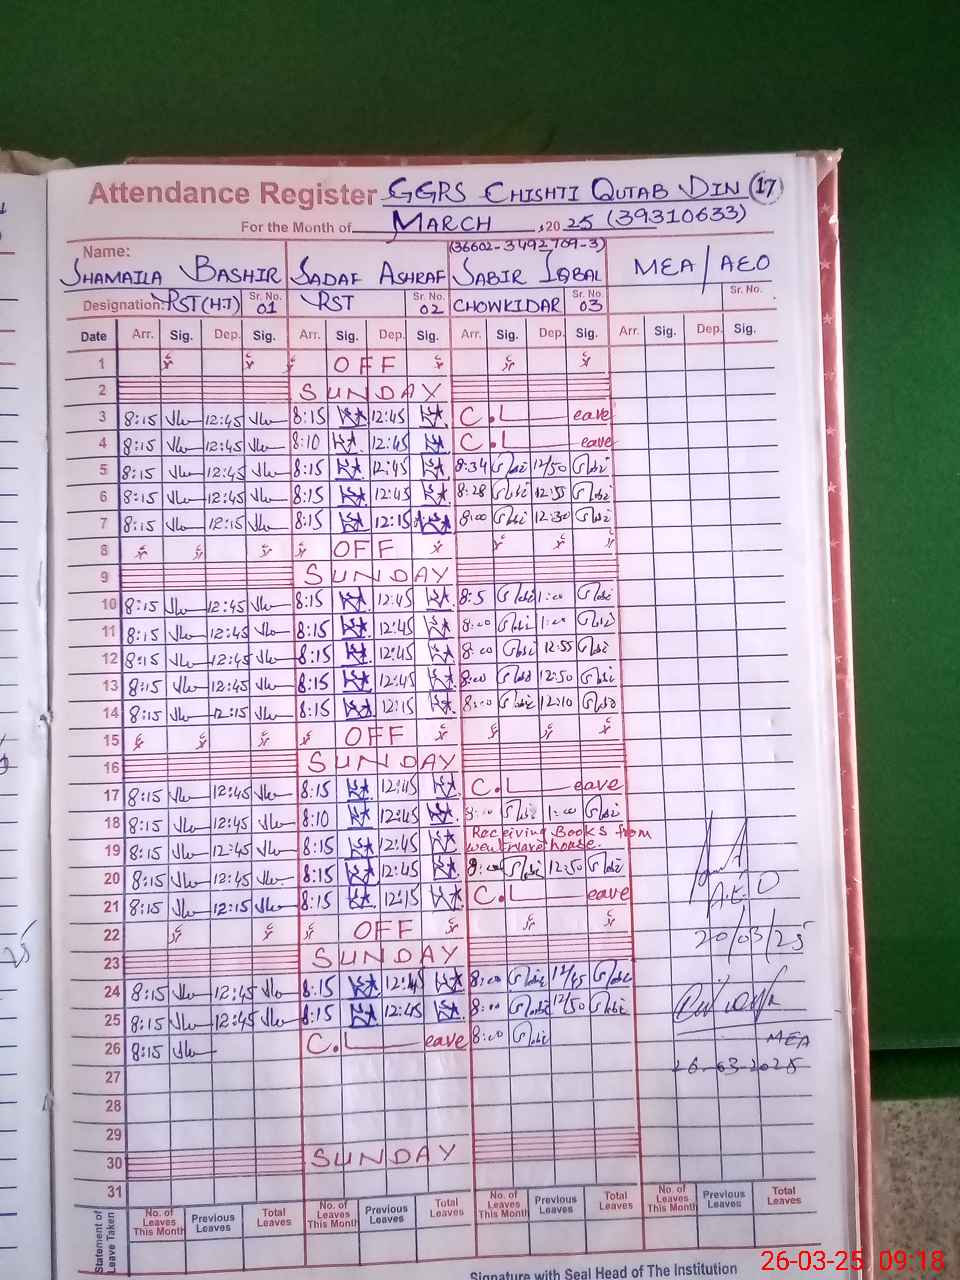 Attendance Register GGRS CHISHTI QUTAB DIN (17)
For the Month of MARCH ,20 25 (39310633)
Name: (36602-3492709-3)
SHAMAILA BASHIR SADAF ASHRAF SABIR IQBAL MEA/AEO
Designation: PST(H.T) Sr. No. 01 PST Sr. No. 02 CHOWKIDAR Sr. No. 03 Sr. No.
Date Arr. Sig. Dep. Sig. Arr. Sig. Dep. Sig. Arr. Sig. Dep. Sig. Arr. Sig. Dep. Sig.
1 OFF
2 SUNDAY
3 8:15 12:45 8:15 12:45 C.L eave
4 8:15 12:45 8:10 12:45 C.L eave
5 8:15 12:45 8:15 12:45 8:34 12/50
6 8:15 12:45 8:15 12:45 8:28 12:55
7 8:15 12:15 8:15 12:15 8:00 12:30
8 OFF
9 SUNDAY
10 8:15 12:45 8:15 12:45 8:5 1:00
11 8:15 12:45 8:15 12:45 8:00 1:00
12 8:15 12:45 8:15 12:45 8:00 12:55
13 8:15 12:45 8:15 12:45 8:00 12:50
14 8:15 12:15 8:15 12:15 8:00 12:10
15 OFF
16 SUNDAY
17 8:15 12:45 8:15 12:45 C.L eave
18 8:15 12:45 8:10 12:45 8:00 1:00
19 8:15 12:45 8:15 12:45 Receiving Books from
house.
20 8:15 12:45 8:15 12:45 8:00 12:50
21 8:15 12:15 8:15 12:15 C.L eave
A.E.O
22 OFF
20/03/25
23 SUNDAY
24 8:15 12:45 8:15 12:45 8:00 12/45
25 8:15 12:45 8:15 12:45 8:00 12/50
26 8:15 C.L eave 8:00
MEA
26-03-2025
27
28
29
30 SUNDAY
31
Statement of Leave Taken
No. of Leaves This Month Previous Leaves Total Leaves No. of Leaves This Month Previous Leaves Total Leaves No. of Leaves This Month Previous Leaves Total Leaves No. of Leaves This Month Previous Leaves Total Leaves
Signature with Seal Head of The Institution
26-03-25 09:18